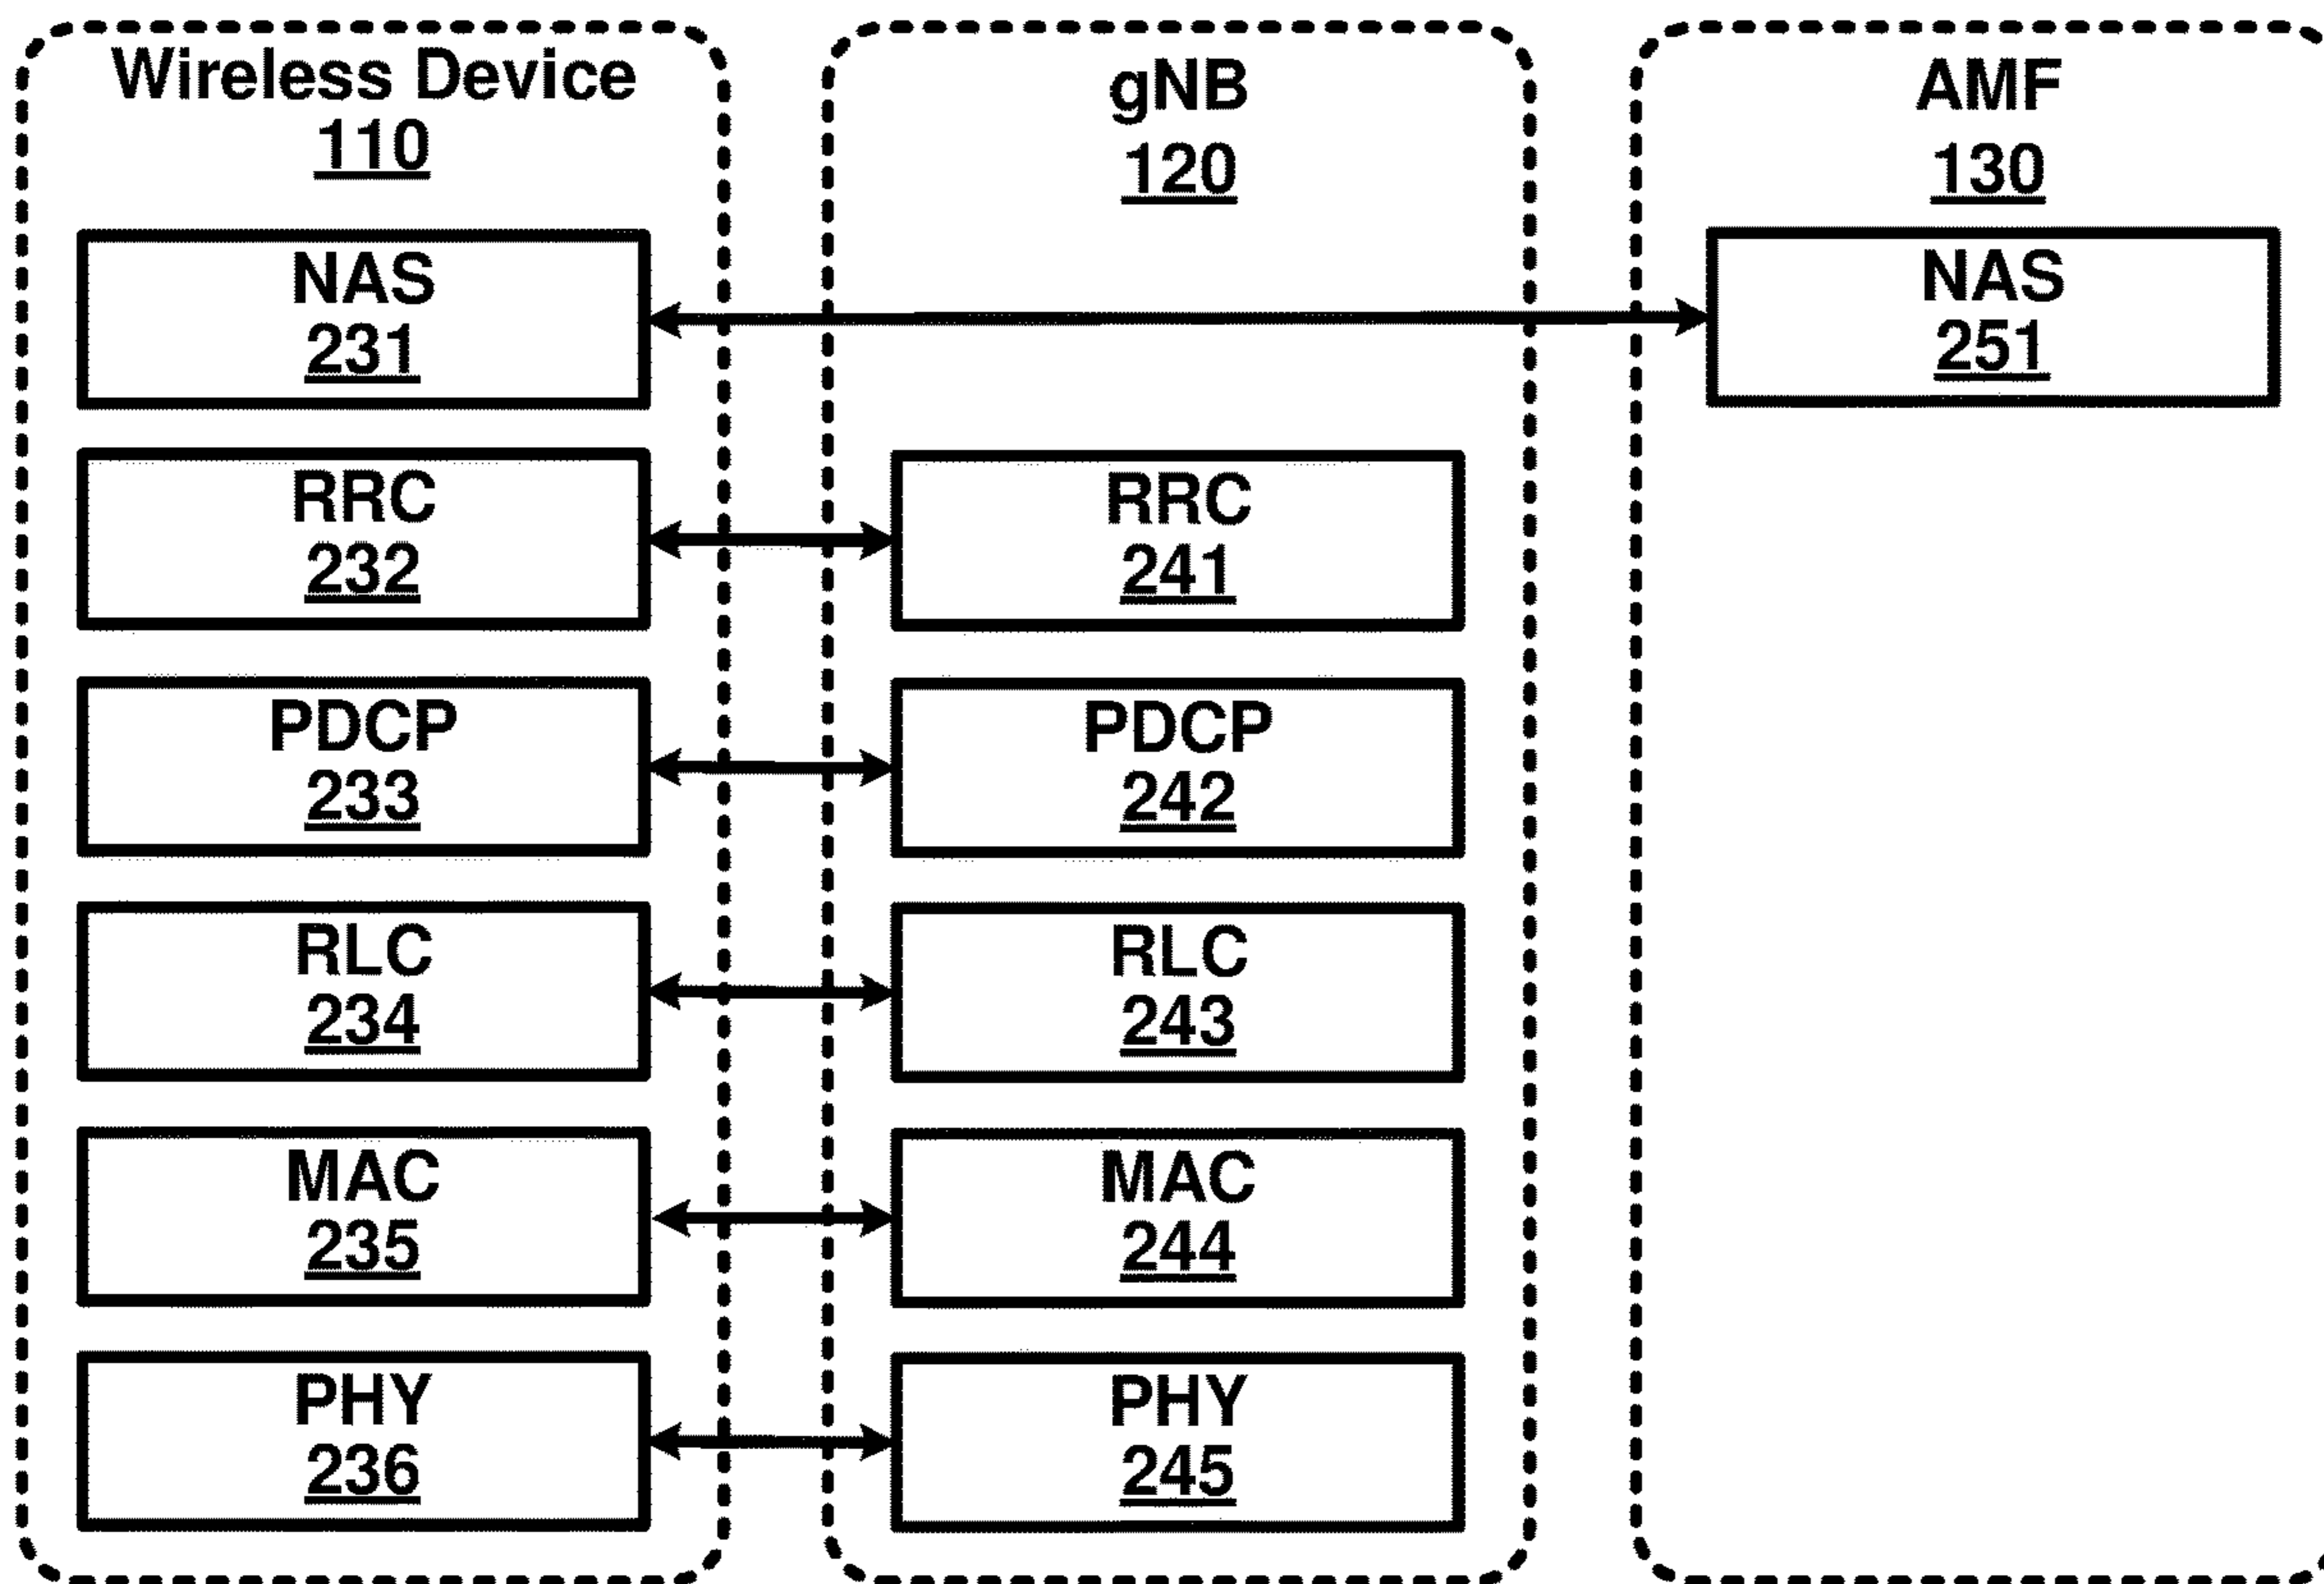 Wireless Device
110
gNB
120
AMF
130
NAS
231
NAS
251
RRC
232
RRC
241
PDCP
233
PDCP
242
RLC
234
RLC
243
MAC
235
MAC
244
PHY
236
PHY
245